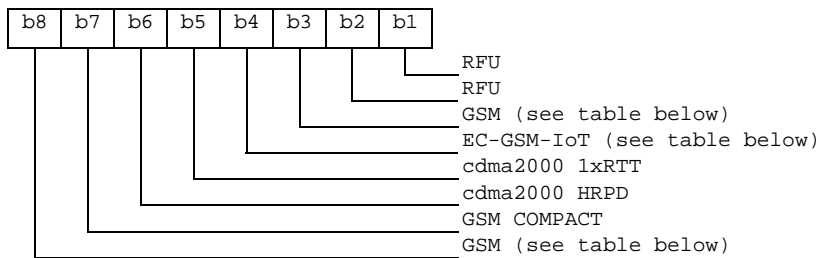 b8 b7 b6 b5 b4 b3 b2 b1
RFU
RFU
GSM (see table below)
EC-GSM-IoT (see table below)
cdma2000 1xRTT
cdma2000 HRPD
GSM COMPACT
GSM (see table below)